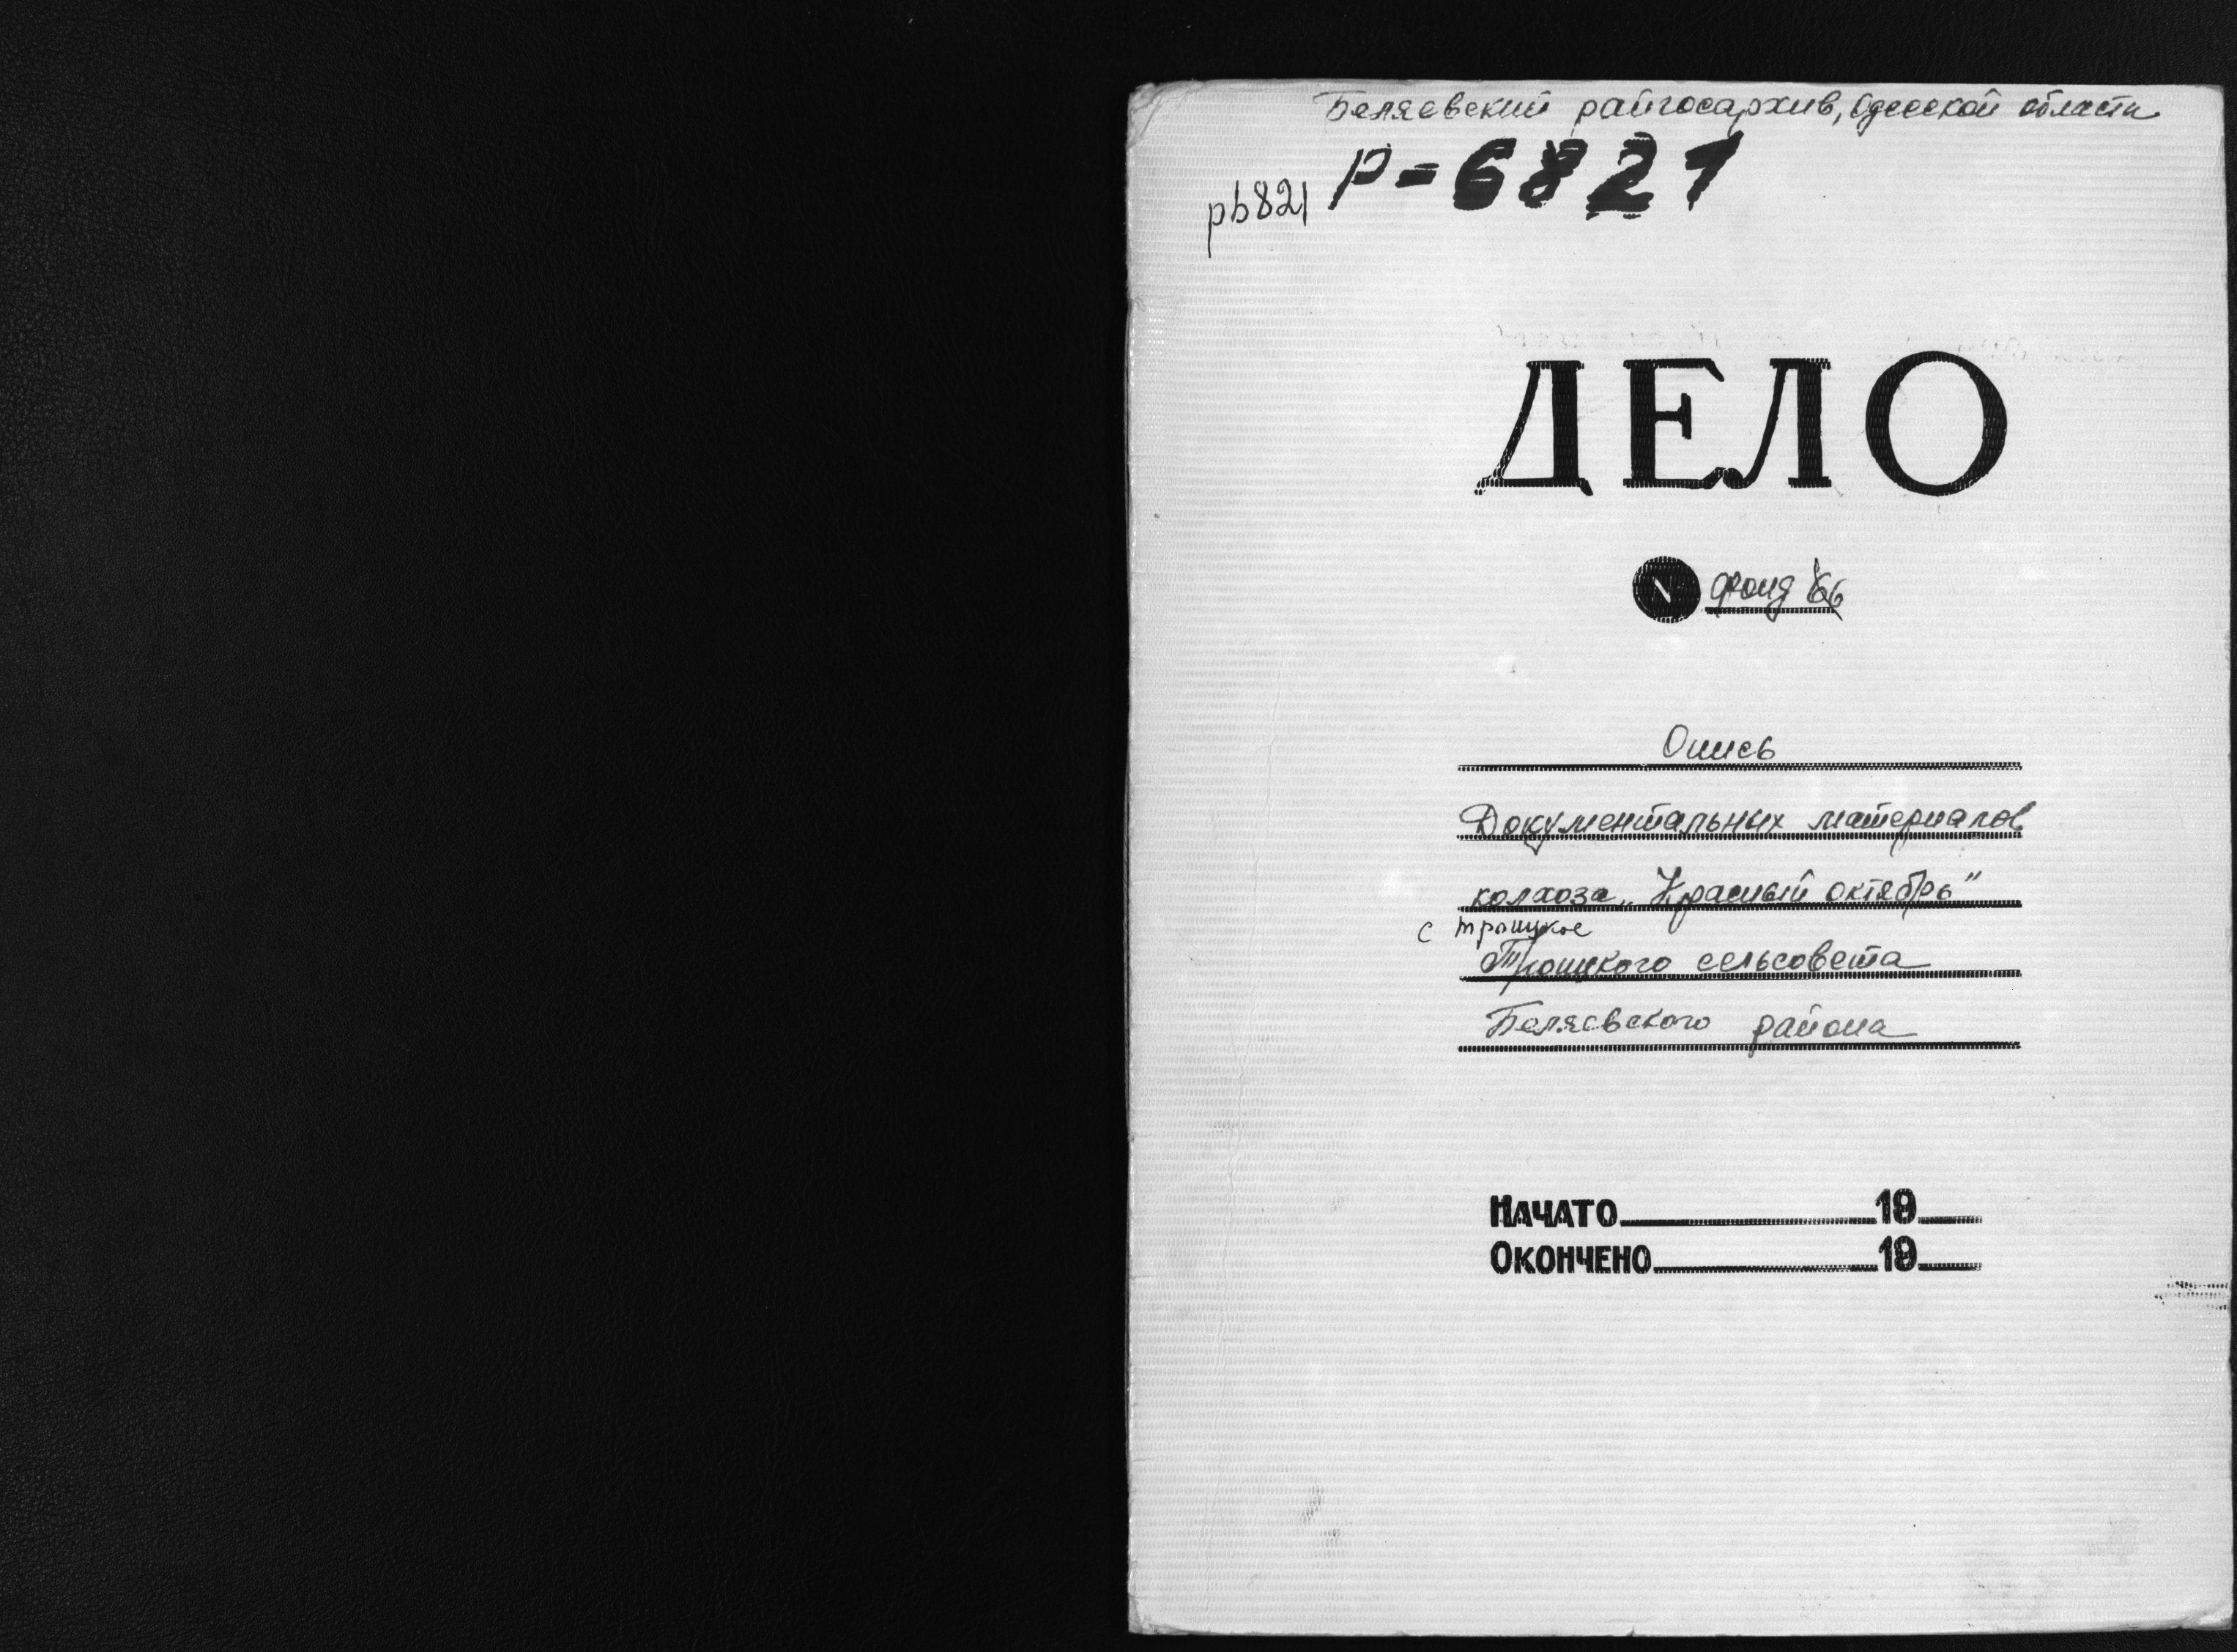 Беляевский райгосархив, Одесской области
р-6821
р6821
ДЕЛО
N фонд 66
Опись
Документальных материалов
колхоза „Красный октябрь"
с троицкое
Троицкого сельсовета
Беляевского района
НАЧАТО 19
ОКОНЧЕНО 19